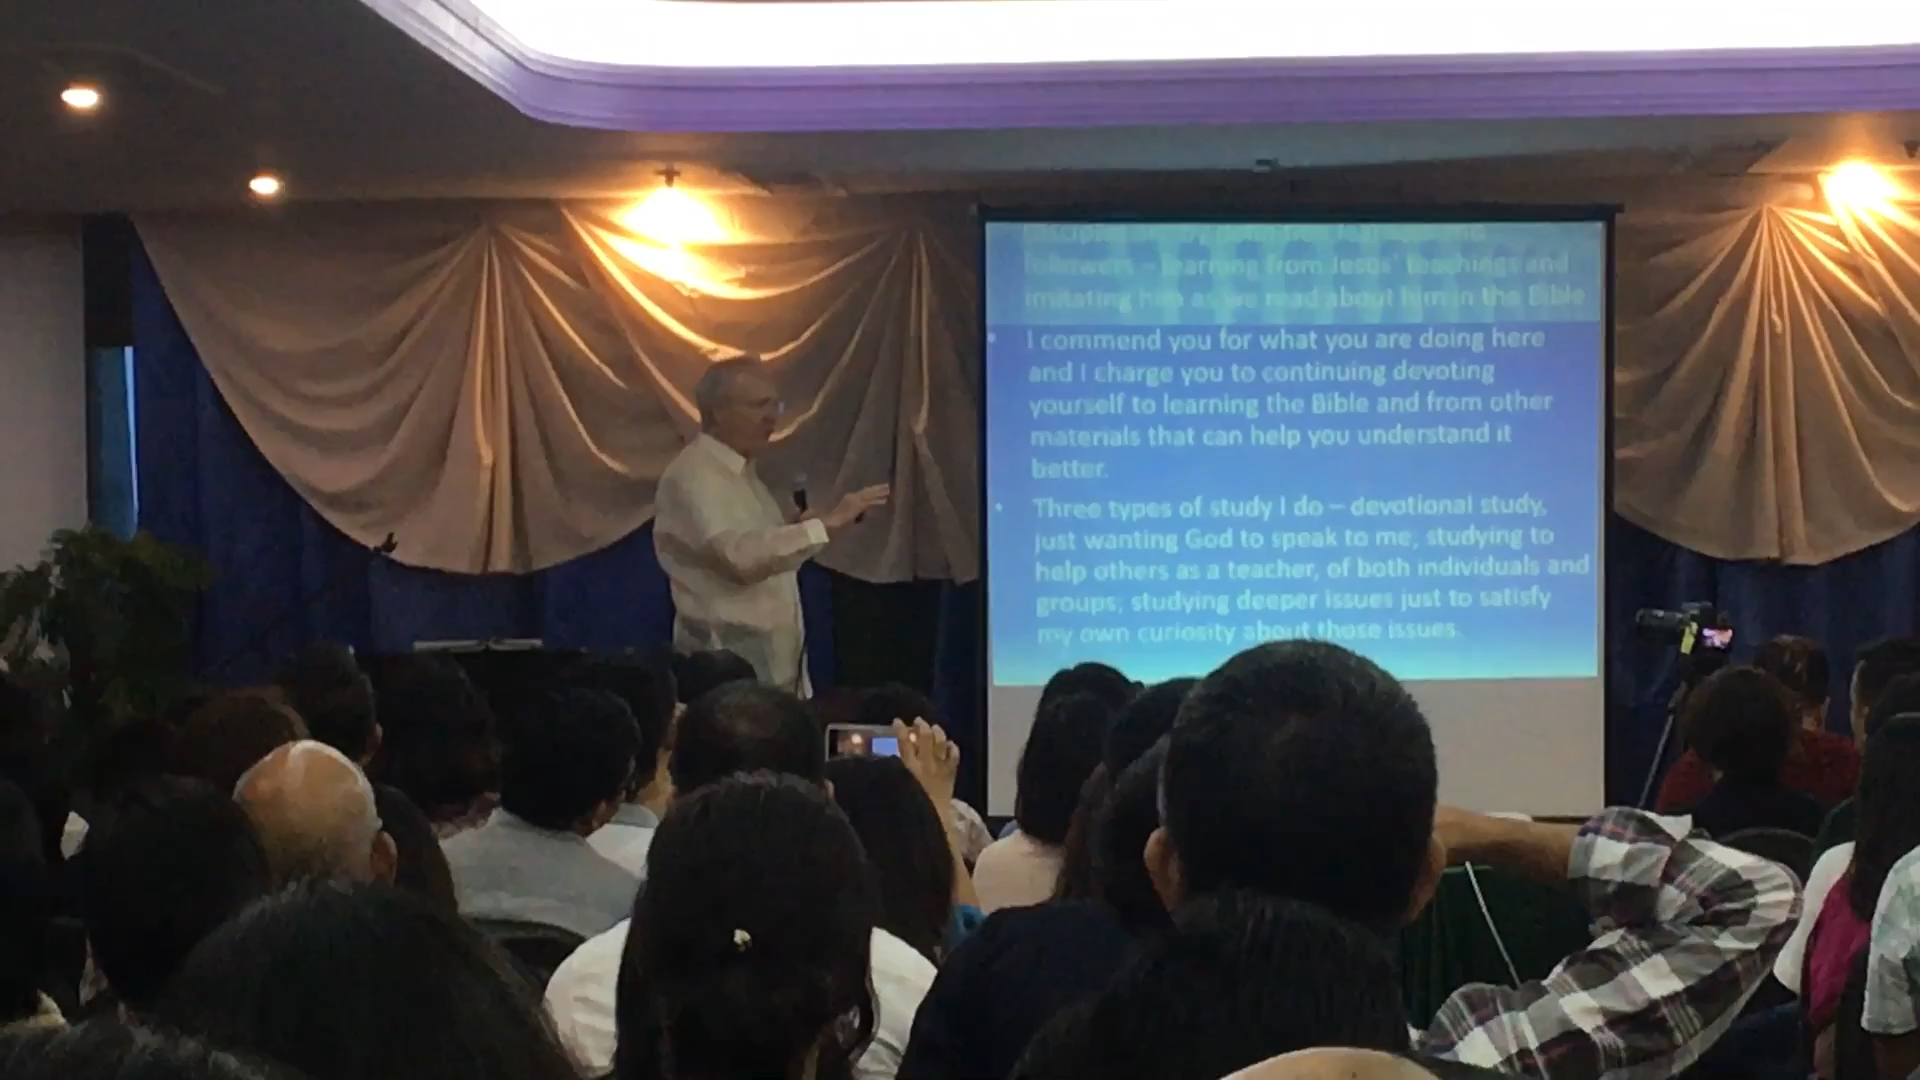 followers – learning from Jesus' teachings and
imitating him as we read about him in the Bible
• I commend you for what you are doing here
and I charge you to continuing devoting
yourself to learning the Bible and from other
materials that can help you understand it
better.
• Three types of study I do – devotional study,
just wanting God to speak to me, studying to
help others as a teacher, of both individuals and
groups; studying deeper issues just to satisfy
my own curiosity about those issues.